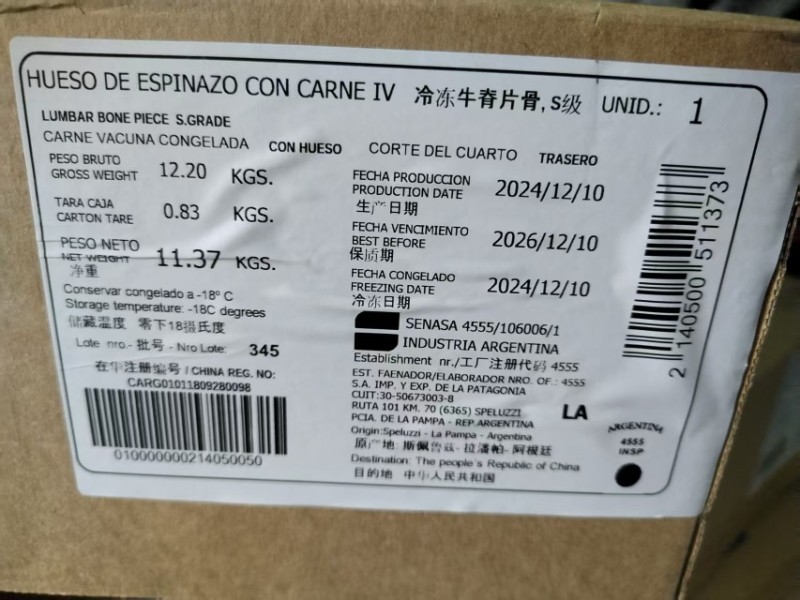 HUESO DE ESPINAZO CON CARNE IV 冷冻牛脊片骨, S级 UNID.: 1
LUMBAR BONE PIECE S.GRADE
CARNE VACUNA CONGELADA CON HUESO CORTE DEL CUARTO TRASERO
PESO BRUTO
GROSS WEIGHT 12.20 KGS.
TARA CAJA
CARTON TARE 0.83 KGS.
PESO NETO
NET WEIGHT 11.37 KGS.
净重
Conservar congelado a -18º C
Storage temperature: -18C degrees
储藏温度 零下18摄氏度
Lote nro.- 批号 - Nro Lote: 345
在华注册编号 / CHINA REG. NO:
CARG01011809280098
010000000214050050
FECHA PRODUCCION
PRODUCTION DATE 2024/12/10
生产日期
FECHA VENCIMIENTO
BEST BEFORE 2026/12/10
保质期
FECHA CONGELADO
FREEZING DATE 2024/12/10
冷冻日期
SENASA 4555/106006/1
INDUSTRIA ARGENTINA
Establishment nr./工厂注册代码 4555
EST. FAENADOR/ELABORADOR NRO. OF.: 4555
S.A. IMP. Y EXP. DE LA PATAGONIA
CUIT:30-50673003-8
RUTA 101 KM. 70 (6365) SPELUZZI
PCIA. DE LA PAMPA - REP.ARGENTINA
Origin:Speluzzi - La Pampa - Argentina
原产地: 斯佩鲁兹- 拉潘帕- 阿根廷
Destination: The people's Republic of China
目的地 中华人民共和国
LA
ARGENTINA
4555
INSP
2 140500 511373